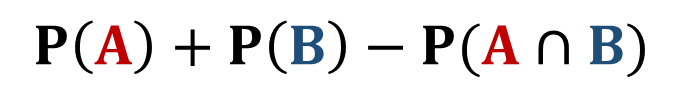 P(A) + P(B) − P(A ∩ B)